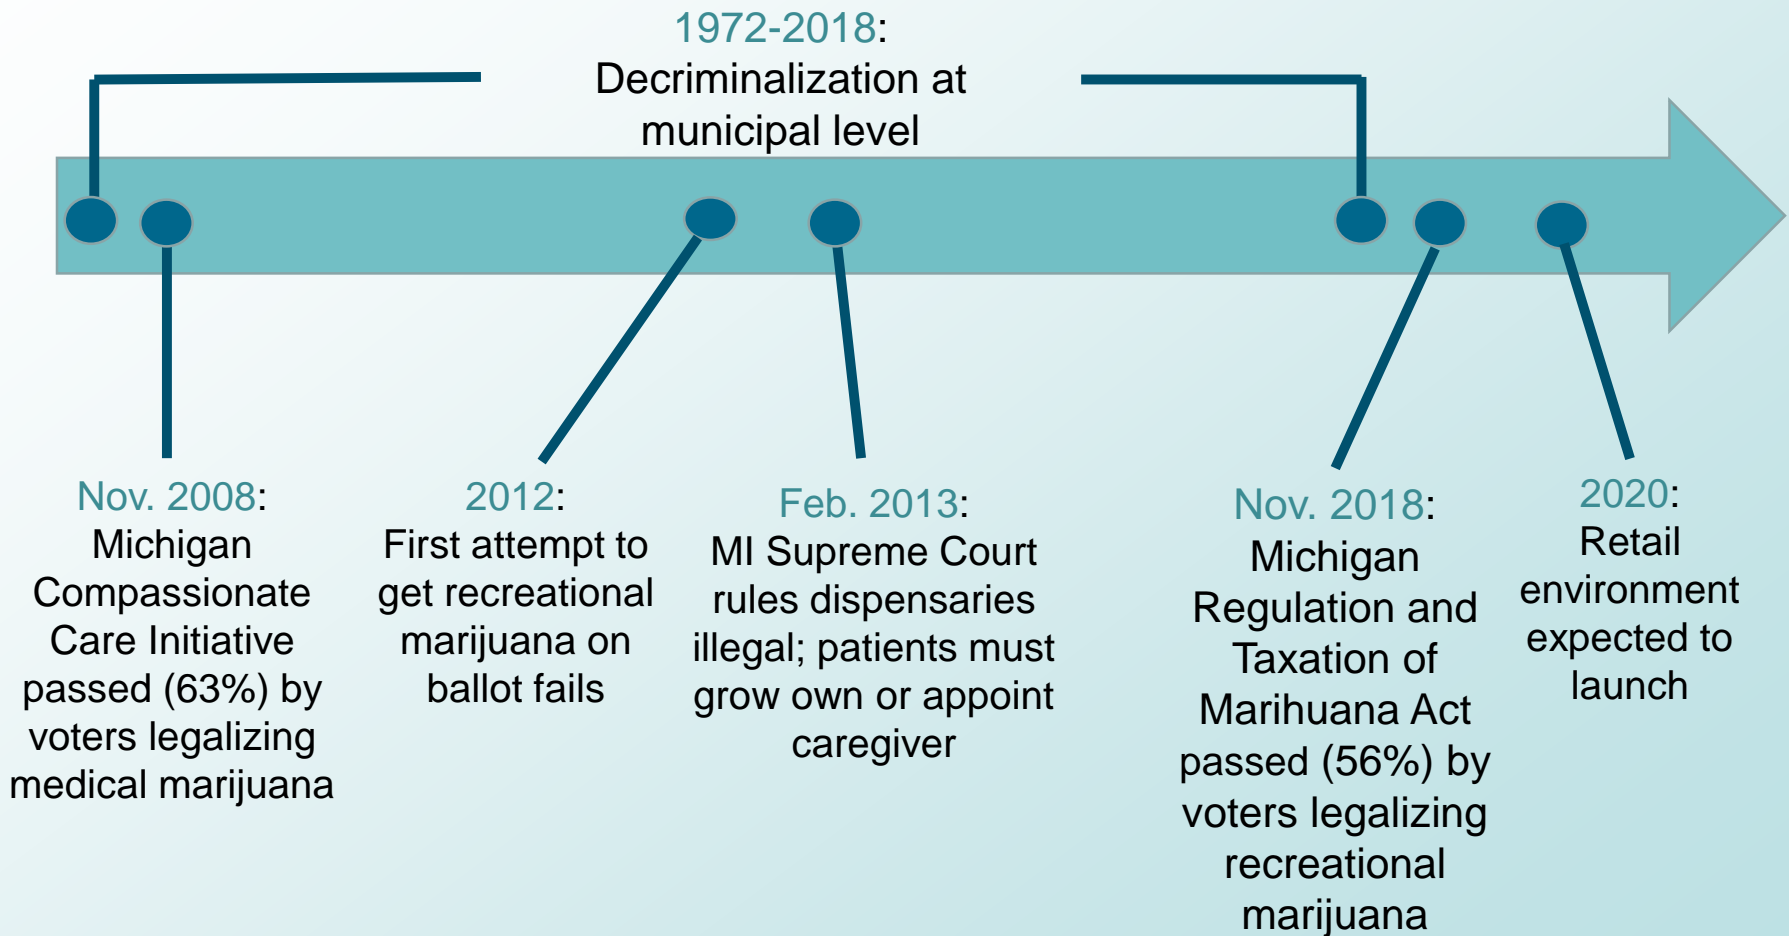 1972-2018:
Decriminalization at
municipal level
Nov. 2008:
Michigan
Compassionate
Care Initiative
passed (63%) by
voters legalizing
medical marijuana
2012:
First attempt to
get recreational
marijuana on
ballot fails
Feb. 2013:
MI Supreme Court
rules dispensaries
illegal; patients must
grow own or appoint
caregiver
Nov. 2018:
Michigan
Regulation and
Taxation of
Marihuana Act
passed (56%) by
voters legalizing
recreational
marijuana
2020:
Retail
environment
expected to
launch